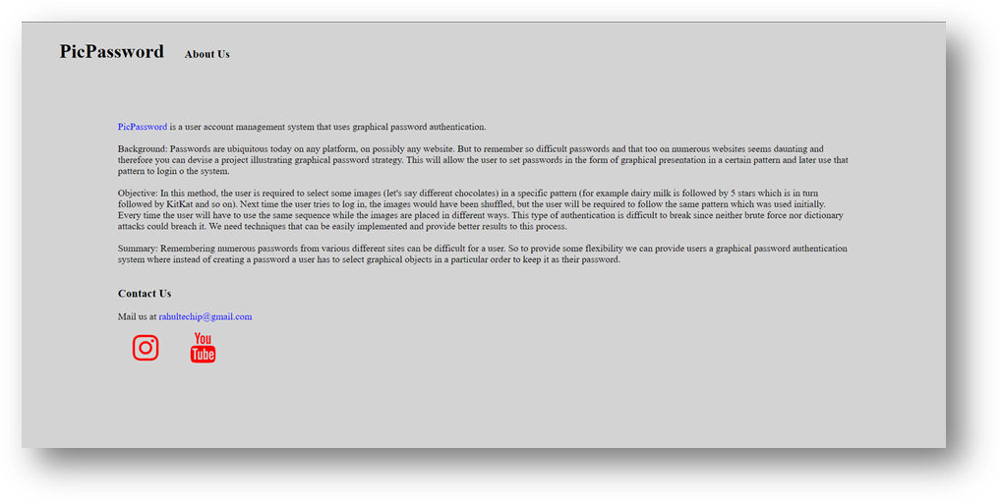 PicPassword About Us
PicPassword is a user account management system that uses graphical password authentication.
Background: Passwords are ubiquitous today on any platform, on possibly any website. But to remember so difficult passwords and that too on numerous websites seems daunting and
therefore you can devise a project illustrating graphical password strategy. This will allow the user to set passwords in the form of graphical presentation in a certain pattern and later use that
pattern to login o the system.
Objective: In this method, the user is required to select some images (let's say different chocolates) in a specific pattern (for example dairy milk is followed by 5 stars which is in turn
followed by KitKat and so on). Next time the user tries to log in, the images would have been shuffled, but the user will be required to follow the same pattern which was used initially.
Every time the user will have to use the same sequence while the images are placed in different ways. This type of authentication is difficult to break since neither brute force nor dictionary
attacks could breach it. We need techniques that can be easily implemented and provide better results to this process.
Summary: Remembering numerous passwords from various different sites can be difficult for a user. So to provide some flexibility we can provide users a graphical password authentication
system where instead of creating a password a user has to select graphical objects in a particular order to keep it as their password.
Contact Us
Mail us at rahultechip@gmail.com
You
Tube